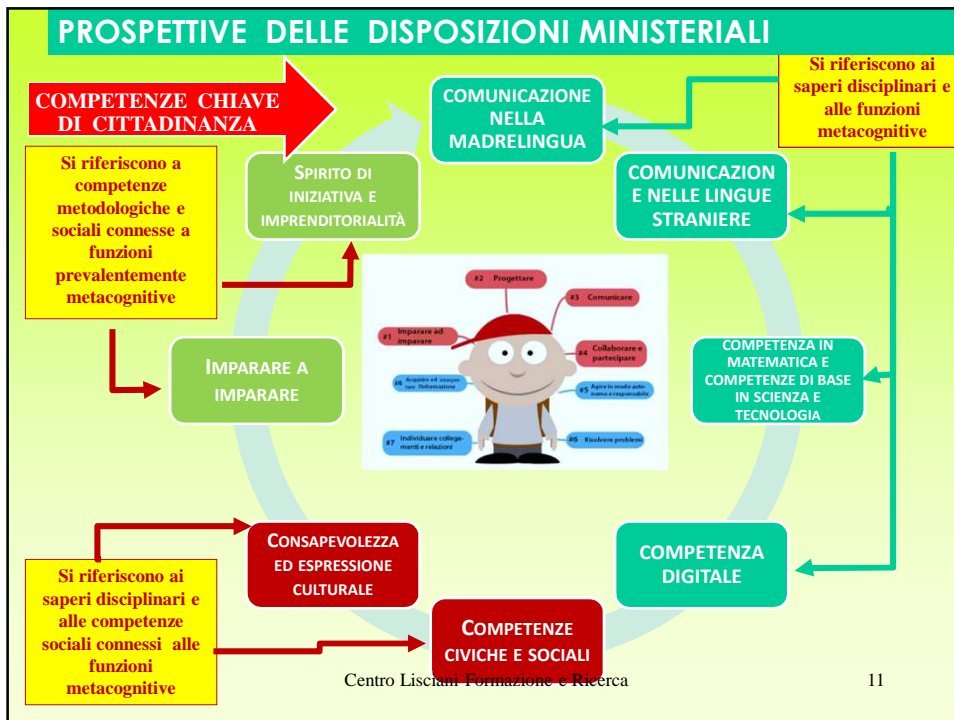 PROSPETTIVE DELLE DISPOSIZIONI MINISTERIALI
COMPETENZE CHIAVE
DI CITTADINANZA
Si riferiscono ai
saperi disciplinari e
alle funzioni
metacognitive
COMUNICAZIONE
NELLA
MADRELINGUA
COMUNICAZION
E NELLE LINGUE
STRANIERE
COMPETENZA IN
MATEMATICA E
COMPETENZE DI BASE
IN SCIENZA E
TECNOLOGIA
COMPETENZA
DIGITALE
COMPETENZE
CIVICHE E SOCIALI
CONSAPEVOLEZZA
ED ESPRESSIONE
CULTURALE
IMPARARE A
IMPARARE
SPIRITO DI
INIZIATIVA E
IMPRENDITORIALITÀ
Si riferiscono a
competenze
metodologiche e
sociali connesse a
funzioni
prevalentemente
metacognitive
Si riferiscono ai
saperi disciplinari e
alle competenze
sociali connessi alle
funzioni
metacognitive
#1 Imparare ad
imparare
#2 Progettare
#3 Comunicare
#4 Collaborare e
partecipare
#5 Agire in modo auto-
nomo e responsabile
#6 Risolvere problemi
#7 Individuare collega-
menti e relazioni
Acquisire ed
l'informazione
Centro Lisciani Formazione e Ricerca
11